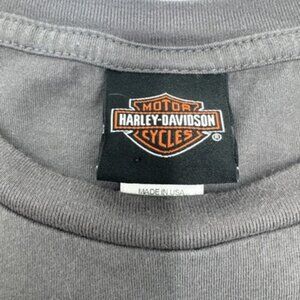 MOTOR
HARLEY-DAVIDSON
CYCLES
®
MADE IN USA